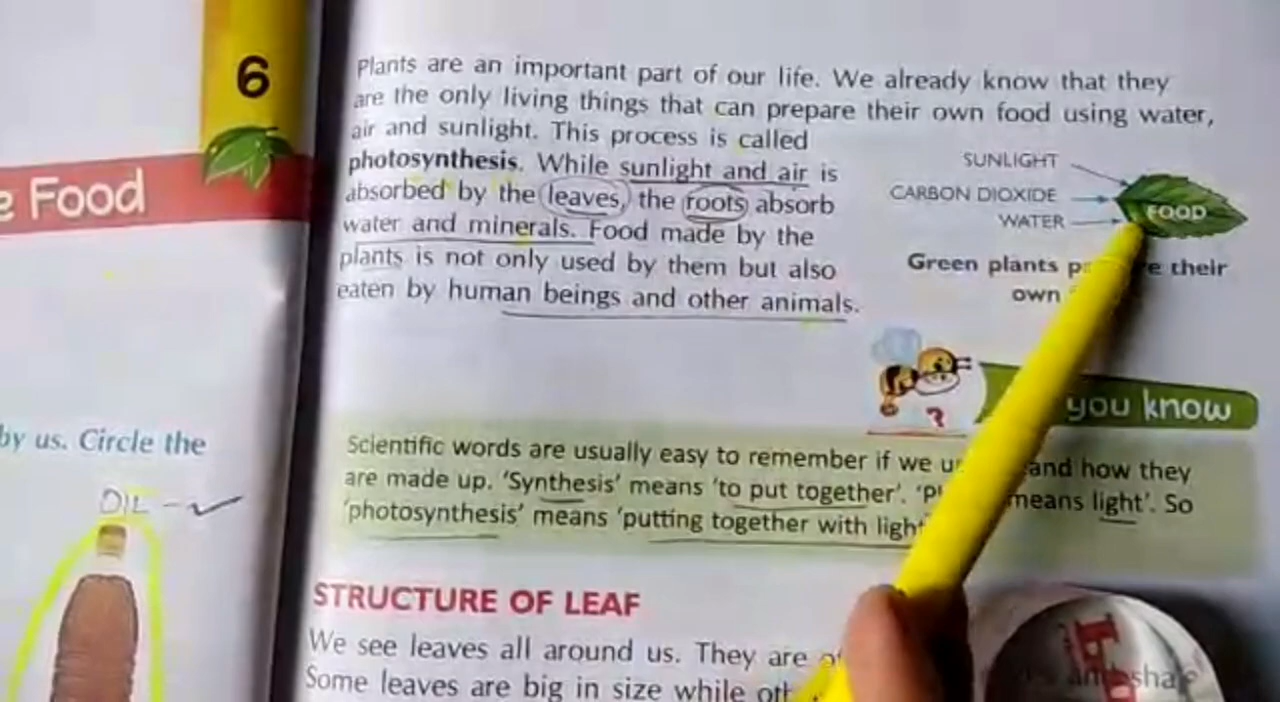 6
e Food
by us. Circle the
OIL
Plants are an important part of our life. We already know that they
are the only living things that can prepare their own food using water,
air and sunlight. This process is called
photosynthesis. While sunlight and air is
absorbed by the leaves, the roots absorb
water and minerals. Food made by the
plants is not only used by them but also
eaten by human beings and other animals.
SUNLIGHT
CARBON DIOXIDE
WATER
FOOD
Green plants their
own
?
you know
Scientific words are usually easy to remember if we and how they
are made up. 'Synthesis' means 'to put together'. means light'. So
'photosynthesis' means 'putting together with light
STRUCTURE OF LEAF
We see leaves all around us. They are
Some leaves are big in size while